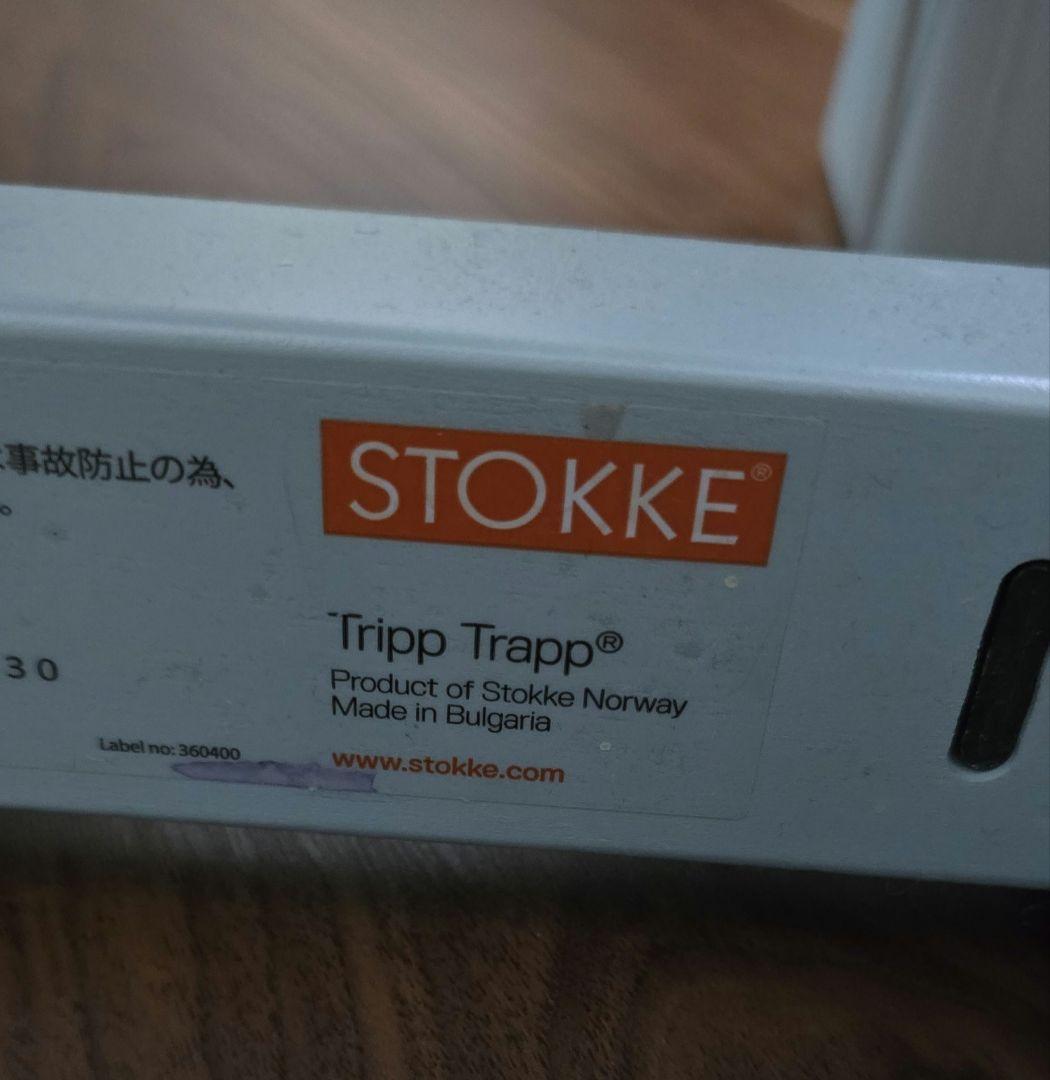 事故防止の為、
。
STOKKE®
Tripp Trapp®
Product of Stokke Norway
Made in Bulgaria
30
Label no: 360400
www.stokke.com